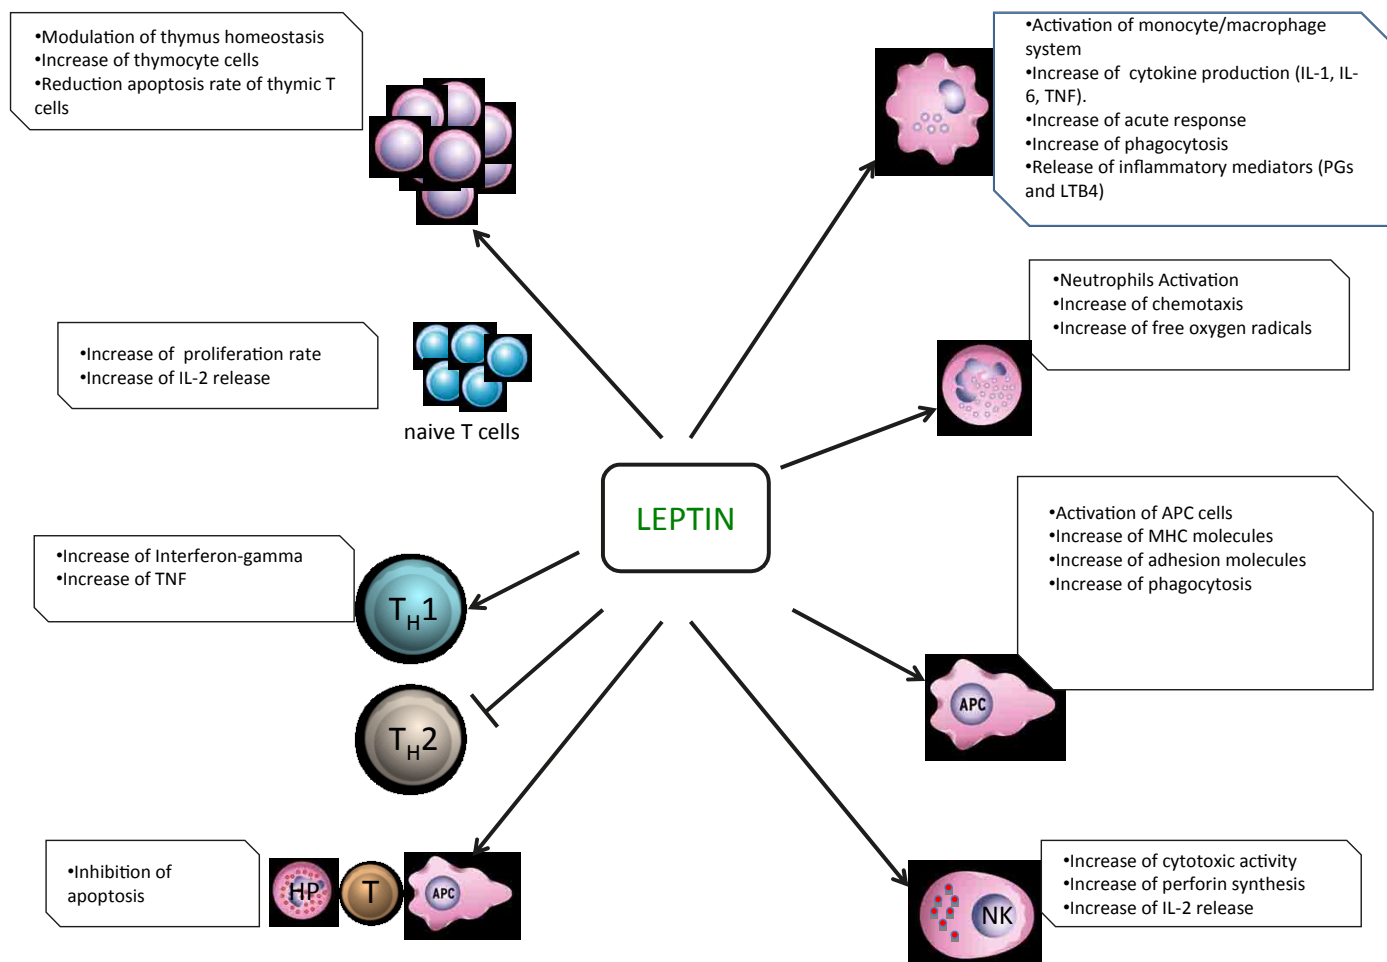 •Modulation of thymus homeostasis
•Increase of thymocyte cells
•Reduction apoptosis rate of thymic T
cells
•Activation of monocyte/macrophage
system
•Increase of  cytokine production (IL-1, IL-
6, TNF).
•Increase of acute response
•Increase of phagocytosis
•Release of inflammatory mediators (PGs
and LTB4)
•Neutrophils Activation
•Increase of chemotaxis
•Increase of free oxygen radicals
•Increase of  proliferation rate
•Increase of IL-2 release
naive T cells
LEPTIN
•Activation of APC cells
•Increase of MHC molecules
•Increase of adhesion molecules
•Increase of phagocytosis
APC
•Increase of Interferon-gamma
•Increase of TNF
TH1
TH2
•Inhibition of
apoptosis
HP
T
APC
NK
•Increase of cytotoxic activity
•Increase of perforin synthesis
•Increase of IL-2 release